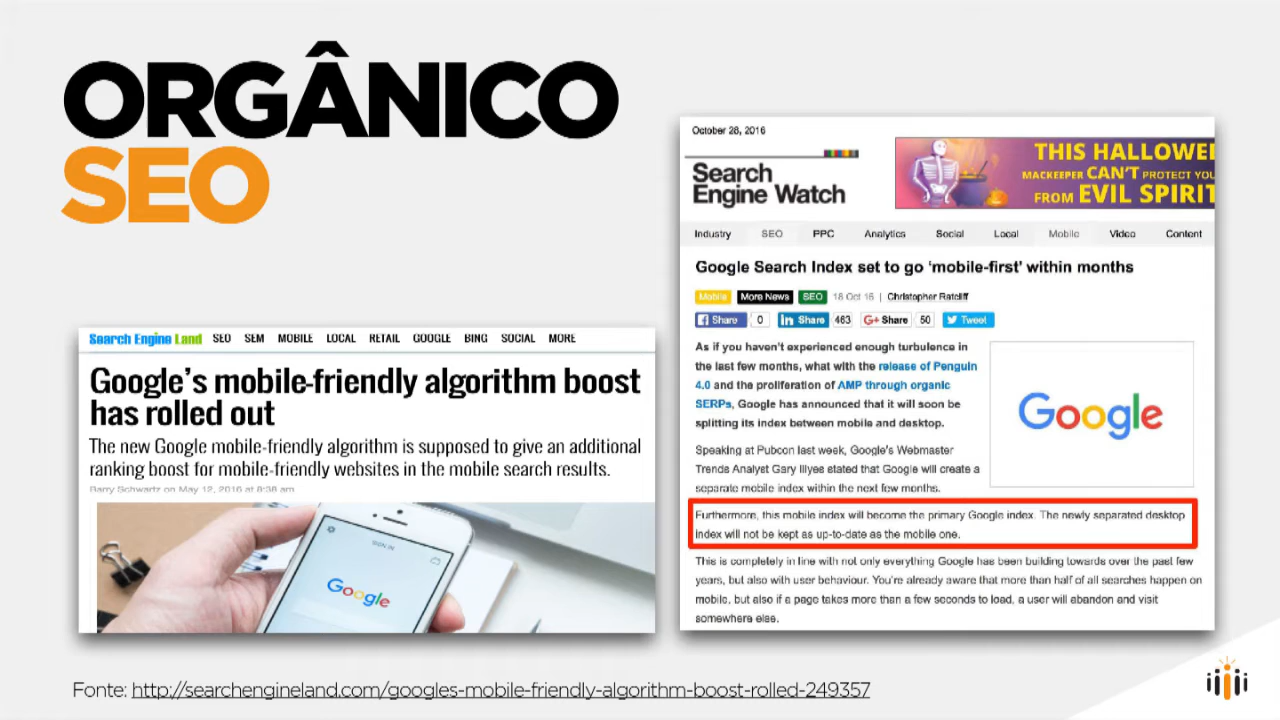 ORGÂNICO
SEO
Search Engine Land SEO SEM MOBILE LOCAL RETAIL GOOGLE BING SOCIAL MORE
Google's mobile-friendly algorithm boost
has rolled out
The new Google mobile-friendly algorithm is supposed to give an additional
ranking boost for mobile-friendly websites in the mobile search results.
Barry Schwartz on May 12, 2016 at 8:36 am
SIGN IN
Google
October 28, 2016
Search
Engine Watch
THIS HALLOWE
MACKEEPER CAN'T PROTECT YOU
FROM EVIL SPIRIT
Industry SEO PPC Analytics Social Local Mobile Video Content
Google Search Index set to go 'mobile-first' within months
Mobile More News SEO 18 Oct 16 | Christopher Ratcliff
Share 0 in Share 463 G+ Share 50 Tweet
As if you haven't experienced enough turbulence in
the last few months, what with the release of Penguin
4.0 and the proliferation of AMP through organic
SERPs, Google has announced that it will soon be
splitting its index between mobile and desktop.
Google
Speaking at Pubcon last week, Google's Webmaster
Trends Analyst Gary Illyes stated that Google will create a
separate mobile index within the next few months.
Furthermore, this mobile index will become the primary Google index. The newly separated desktop
index will not be kept as up-to-date as the mobile one.
This is completely in line with not only everything Google has been building towards over the past few
years, but also with user behaviour. You're already aware that more than half of all searches happen on
mobile, but also if a page takes more than a few seconds to load, a user will abandon and visit
somewhere else.
Fonte: http://searchengineland.com/googles-mobile-friendly-algorithm-boost-rolled-249357